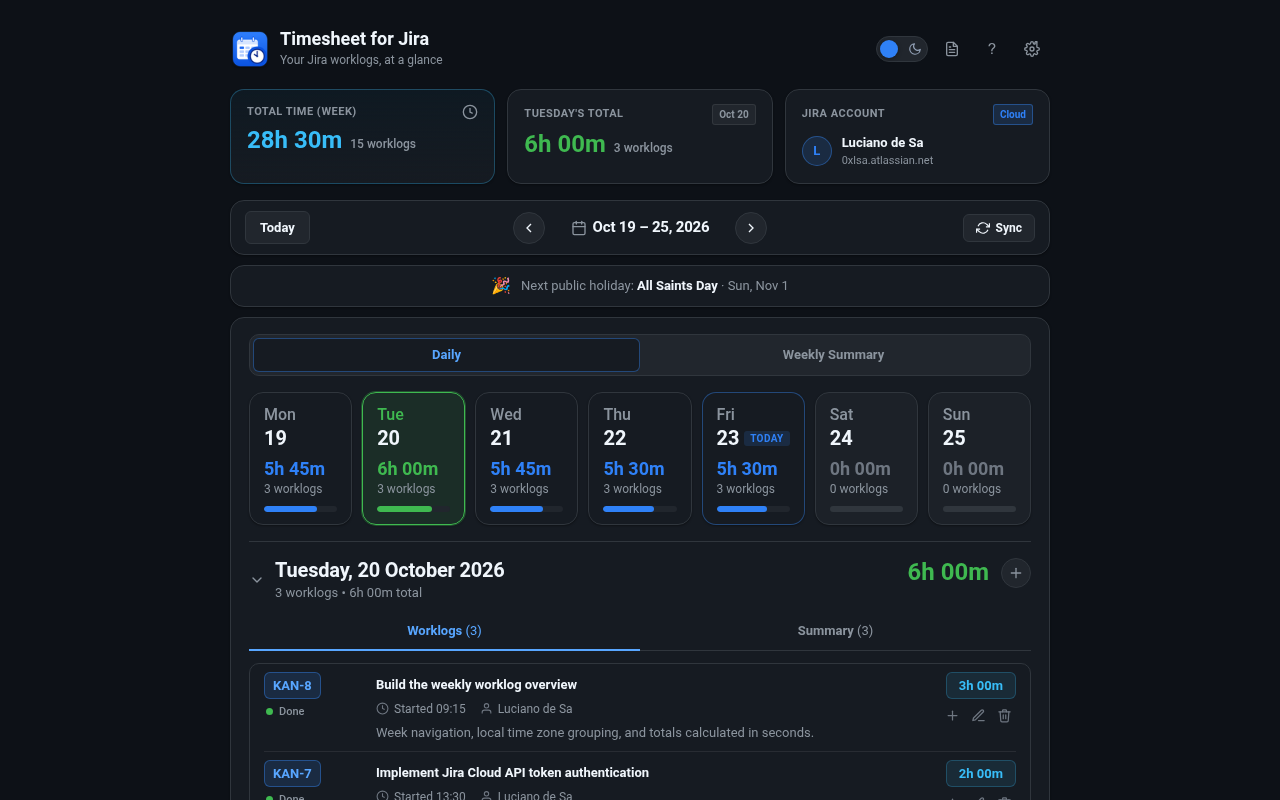 Timesheet for Jira
Your Jira worklogs, at a glance
?
TOTAL TIME (WEEK)
28h 30m 15 worklogs
TUESDAY'S TOTAL
Oct 20
6h 00m 3 worklogs
JIRA ACCOUNT
Cloud
L
Luciano de Sa
0xlsa.atlassian.net
Today
Oct 19 – 25, 2026
Sync
Next public holiday: All Saints Day · Sun, Nov 1
Daily
Weekly Summary
Mon
19
5h 45m
3 worklogs
Tue
20
6h 00m
3 worklogs
Wed
21
5h 45m
3 worklogs
Thu
22
5h 30m
3 worklogs
Fri
23 TODAY
5h 30m
3 worklogs
Sat
24
0h 00m
0 worklogs
Sun
25
0h 00m
0 worklogs
Tuesday, 20 October 2026
3 worklogs • 6h 00m total
6h 00m
Worklogs (3)
Summary (3)
KAN-8
Done
Build the weekly worklog overview
Started 09:15 Luciano de Sa
Week navigation, local time zone grouping, and totals calculated in seconds.
3h 00m
KAN-7
Done
Implement Jira Cloud API token authentication
Started 13:30 Luciano de Sa
2h 00m